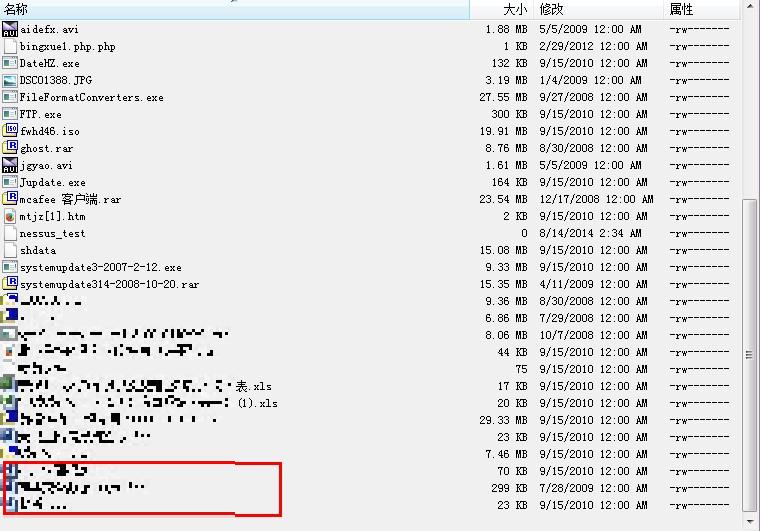 名称 大小 修改 属性
aidefx.avi 1.88 MB 5/5/2009 12:00 AM -rw-------
bingxue1.php.php 1 KB 2/29/2012 12:00 AM -rw-------
DateHZ.exe 132 KB 9/15/2010 12:00 AM -rw-------
DSC01388.JPG 3.19 MB 1/4/2009 12:00 AM -rw-------
FileFormatConverters.exe 27.55 MB 9/27/2008 12:00 AM -rw-------
FTP.exe 300 KB 9/15/2010 12:00 AM -rw-------
fwhd46.iso 19.91 MB 9/15/2010 12:00 AM -rw-------
ghost.rar 8.76 MB 8/30/2008 12:00 AM -rw-------
jgyao.avi 1.61 MB 5/5/2009 12:00 AM -rw-------
Jupdate.exe 164 KB 9/15/2010 12:00 AM -rw-------
mcafee 客户端.rar 23.54 MB 12/17/2008 12:00 AM -rw-------
mtjz[1].htm 2 KB 9/15/2010 12:00 AM -rw-------
nessus_test 0 8/14/2014 2:34 AM -rw-------
shdata 15.08 MB 9/15/2010 12:00 AM -rw-------
systemupdate3-2007-2-12.exe 9.33 MB 9/15/2010 12:00 AM -rw-------
systemupdate314-2008-10-20.rar 15.35 MB 4/11/2009 12:00 AM -rw-------
9.36 MB 8/30/2008 12:00 AM -rw-------
6.86 MB 7/29/2008 12:00 AM -rw-------
8.06 MB 10/7/2008 12:00 AM -rw-------
44 KB 9/15/2010 12:00 AM -rw-------
75 9/15/2010 12:00 AM -rw-------
表.xls 17 KB 9/15/2010 12:00 AM -rw-------
(1).xls 20 KB 9/15/2010 12:00 AM -rw-------
29.33 MB 9/15/2010 12:00 AM -rw-------
23 KB 9/15/2010 12:00 AM -rw-------
7.46 MB 9/15/2010 12:00 AM -rw-------
70 KB 9/15/2010 12:00 AM -rw-------
299 KB 7/28/2009 12:00 AM -rw-------
23 KB 9/15/2010 12:00 AM -rw-------